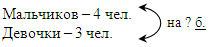 Мальчиков – 4 чел.
Девочки – 3 чел.
на ? б.